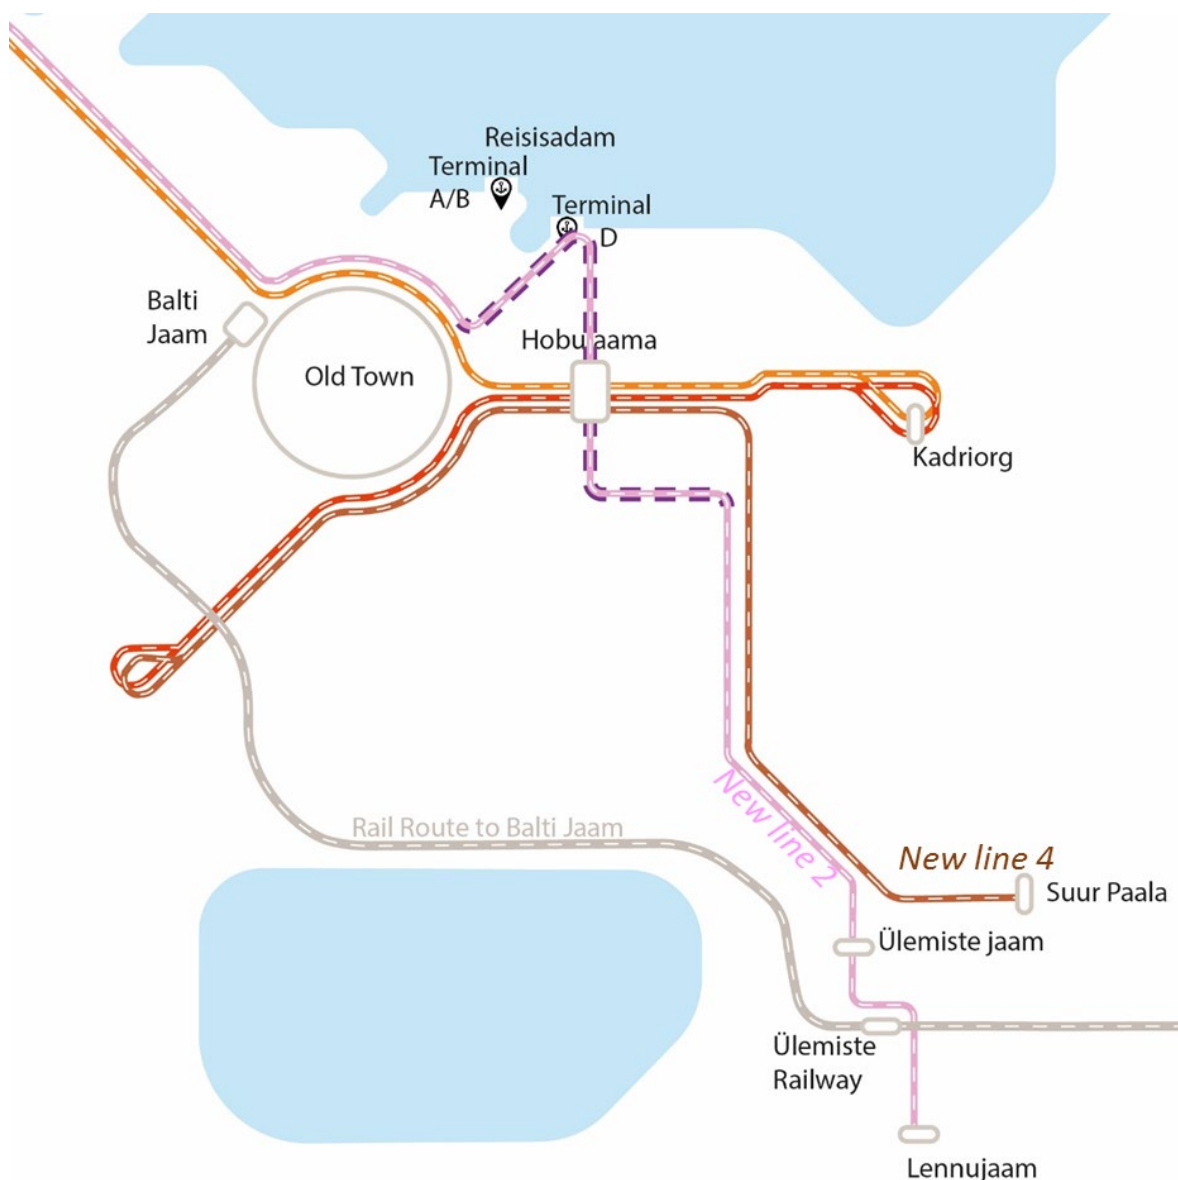 Reisisadam
Terminal
A/B
Terminal
D
Balti
Jaam
Old Town
Hobujaama
Kadriorg
New line 2
Rail Route to Balti Jaam
New line 4
Suur Paala
Ülemiste jaam
Ülemiste
Railway
Lennujaam